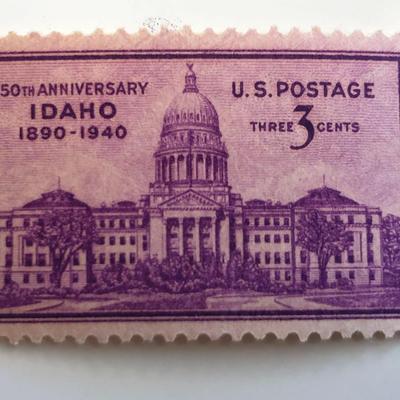 50TH ANNIVERSARY
IDAHO
1890-1940
U.S. POSTAGE
THREE 3 CENTS